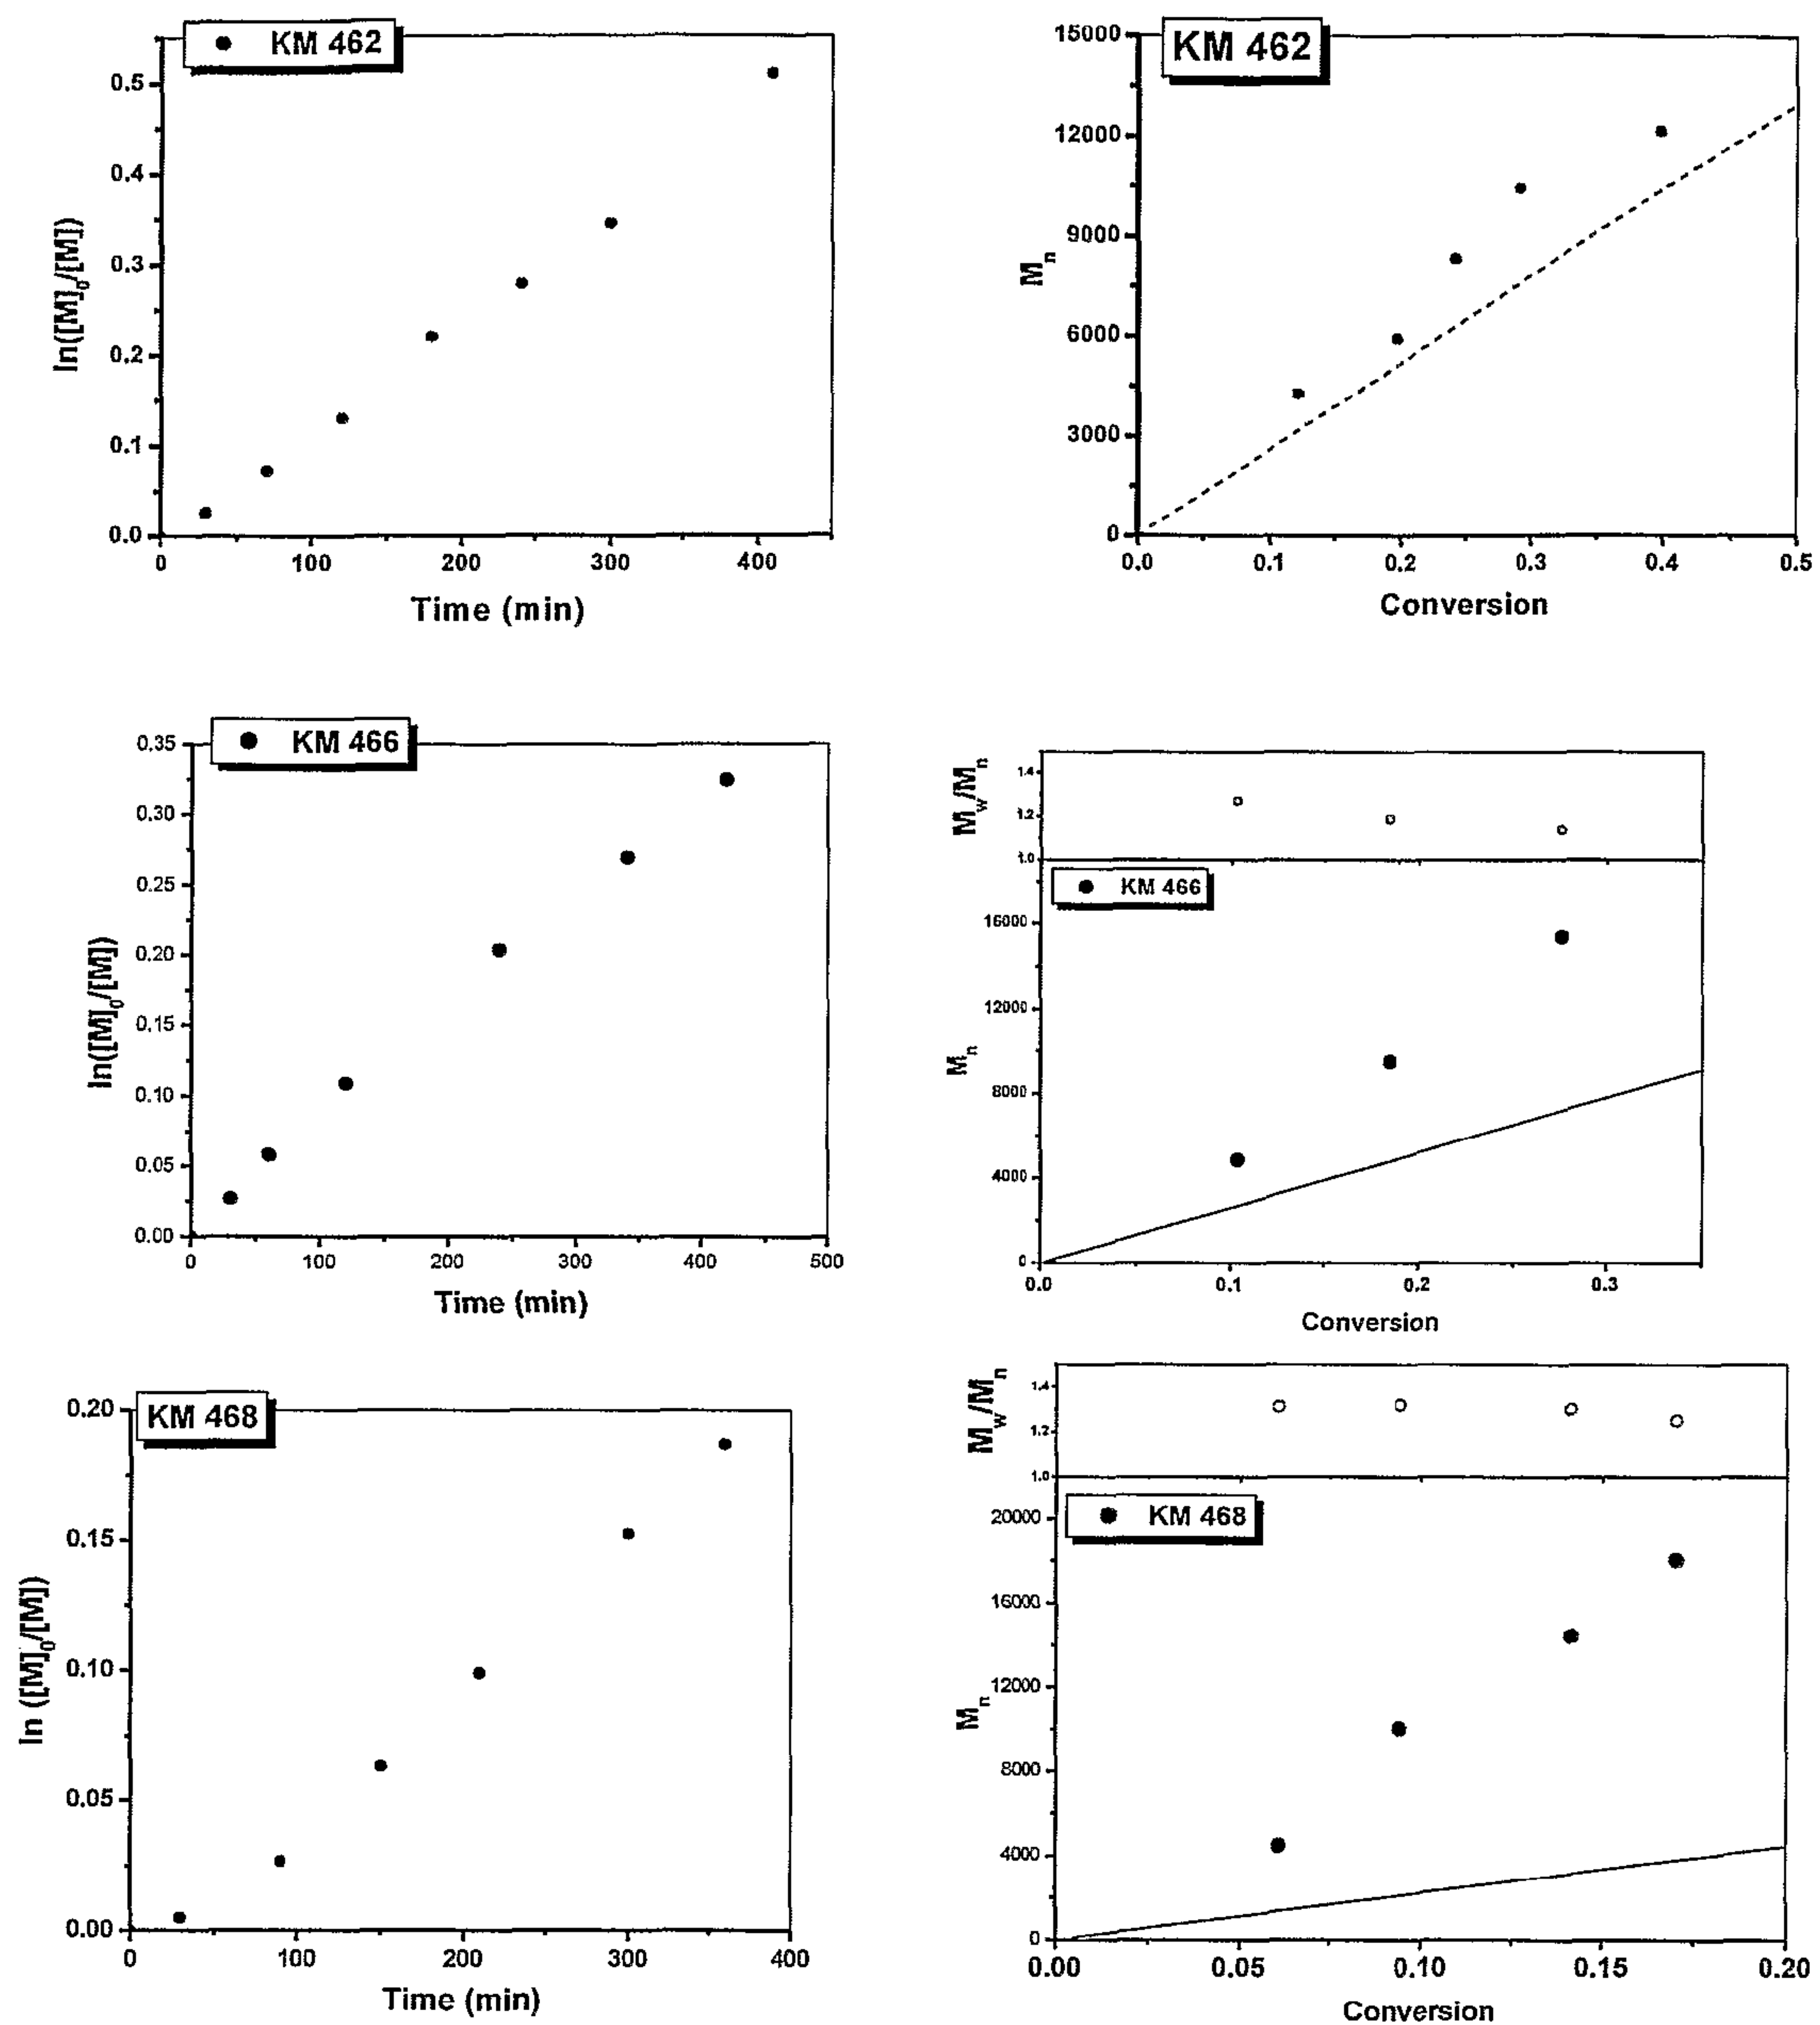 KM 462
0.5
0.4
0.3
0.2
0.1
0.0
ln([M]0/[M])
0 100 200 300 400
Time (min)
KM 462
15000
12000
9000
6000
3000
0
Mn
0.0 0.1 0.2 0.3 0.4 0.5
Conversion
KM 466
0.35
0.30
0.25
0.20
0.15
0.10
0.05
0.00
ln([M]0/[M])
0 100 200 300 400 500
Time (min)
1.4
1.2
1.0
Mw/Mn
KM 466
16000
12000
8000
4000
0
Mn
0.0 0.1 0.2 0.3
Conversion
KM 468
0.20
0.15
0.10
0.05
0.00
ln ([M]0/[M])
0 100 200 300 400
Time (min)
1.4
1.2
1.0
Mw/Mn
KM 468
20000
16000
12000
8000
4000
0
Mn
0.00 0.05 0.10 0.15 0.20
Conversion